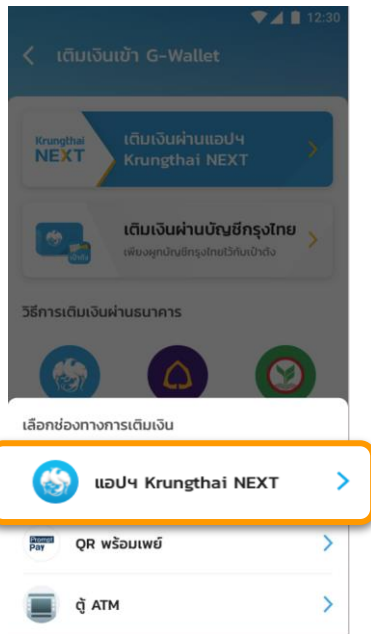 12:30
เติมเงินเข้า G-Wallet
Krungthai
NEXT
เติมเงินผ่านแอปฯ
Krungthai NEXT
เติมเงินผ่านบัญชีกรุงไทย
เพียงผูกบัญชีกรุงไทยไว้กับเป๋าตัง
เป๋าตัง
วิธีการเติมเงินผ่านธนาคาร
เลือกช่องทางการเติมเงิน
แอปฯ Krungthai NEXT
Prompt
Pay
QR พร้อมเพย์
ตู้ ATM